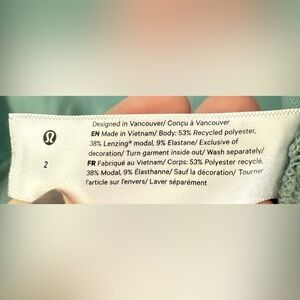 Designed in Vancouver/ Conçu à Vancouver
EN Made in Vietnam/ Body: 53% Recycled polyester,
38% Lenzing® modal, 9% Elastane/ Exclusive of
decoration/ Turn garment inside out/ Wash separately/
FR Fabriqué au Vietnam/ Corps: 53% Polyester recyclé,
38% Modal, 9% Élasthanne/ Sauf la décoration/ Tourner
l'article sur l'envers/ Laver séparément
2